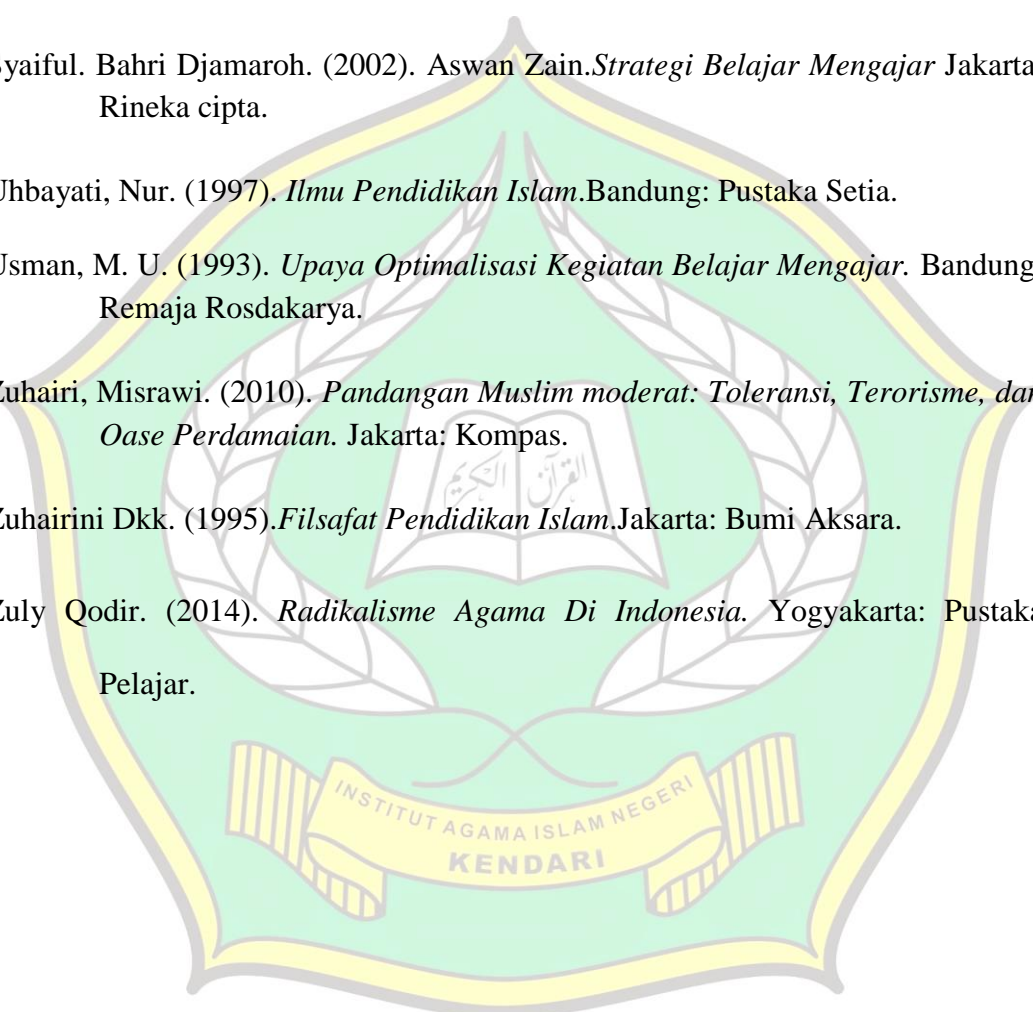 Syaiful. Bahri Djamaroh. (2002). Aswan Zain.Strategi Belajar Mengajar Jakarta
Rineka cipta.
Uhbayati, Nur. (1997). Ilmu Pendidikan Islam.Bandung: Pustaka Setia.
Usman, M. U. (1993). Upaya Optimalisasi Kegiatan Belajar Mengajar. Bandung
Remaja Rosdakarya.
Zuhairi, Misrawi. (2010). Pandangan Muslim moderat: Toleransi, Terorisme, dan
Oase Perdamaian. Jakarta: Kompas.
القرآن الكريم
Zuhairini Dkk. (1995).Filsafat Pendidikan Islam.Jakarta: Bumi Aksara.
Zuly Qodir. (2014). Radikalisme Agama Di Indonesia. Yogyakarta: Pustaka
Pelajar.
INSTITUT AGAMA ISLAM NEGERI
KENDARI